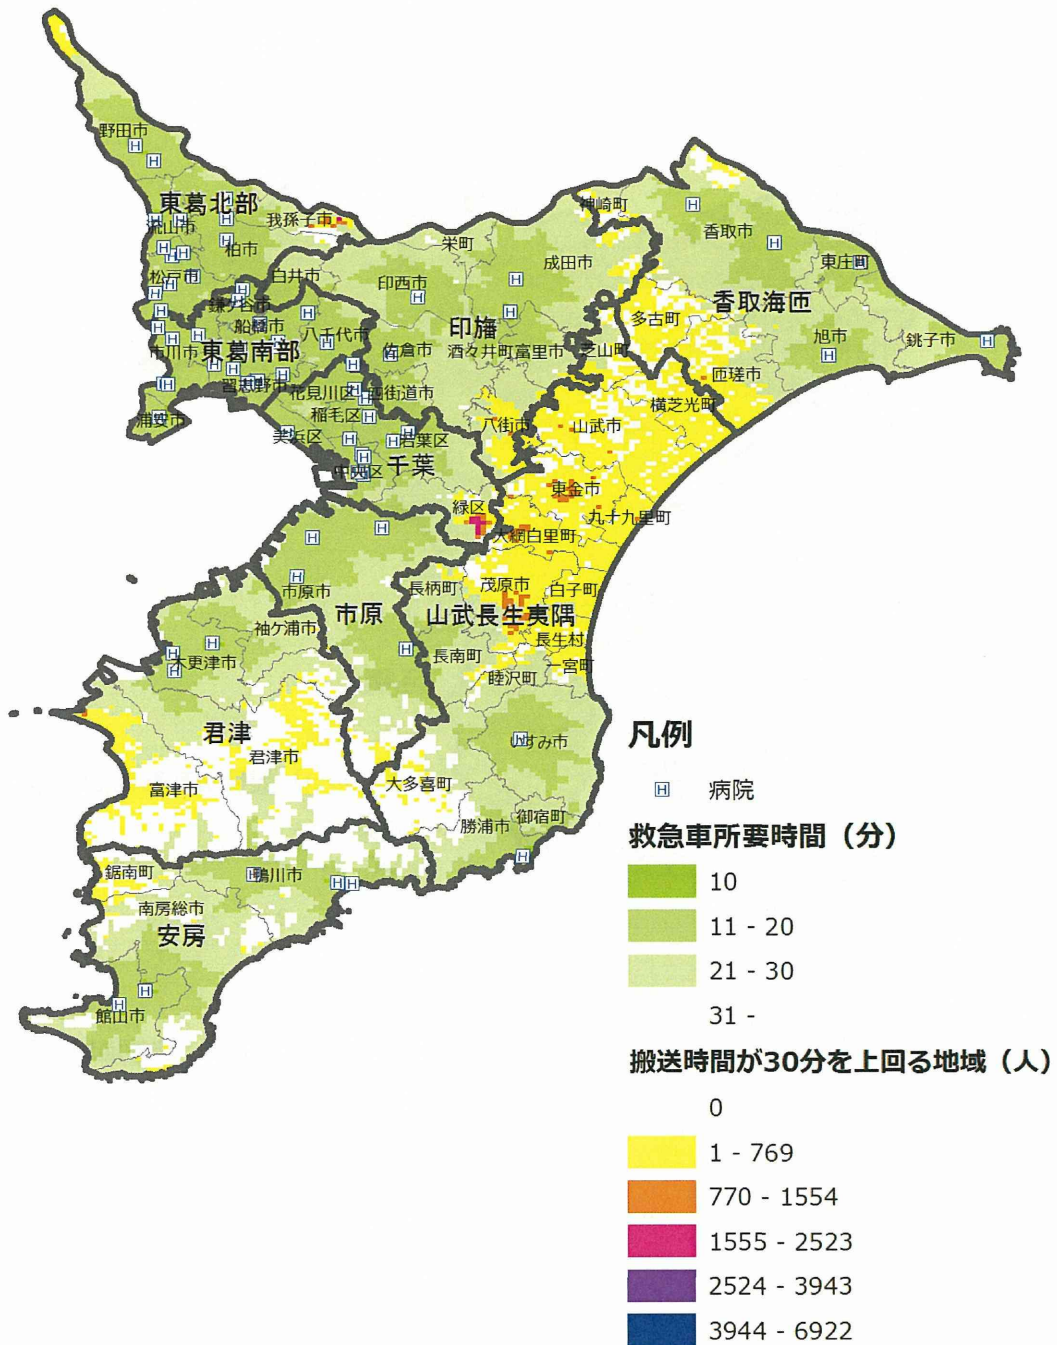 野田市
東葛北部
流山市
我孫子市
柏市
松戸市
白井市
鎌ケ谷市
船橋市
八千代市
市川市
東葛南部
習志野市
浦安市
栄町
成田市
印西市
印旛
佐倉市
酒々井町
富里市
四街道市
八街市
神崎町
香取市
東庄町
香取海匝
多古町
芝山町
旭市
銚子市
匝瑳市
横芝光町
山武市
花見川区
稲毛区
美浜区
若葉区
中央区
千葉
緑区
東金市
九十九里町
大網白里町
市原市
市原
長柄町
茂原市
白子町
山武長生夷隅
長生村
長南町
一宮町
睦沢町
袖ケ浦市
木更津市
君津
君津市
富津市
いすみ市
大多喜町
御宿町
勝浦市
鋸南町
鴨川市
南房総市
安房
館山市
凡例
H 病院
救急車所要時間（分）
10
11 - 20
21 - 30
31 -
搬送時間が30分を上回る地域（人）
0
1 - 769
770 - 1554
1555 - 2523
2524 - 3943
3944 - 6922